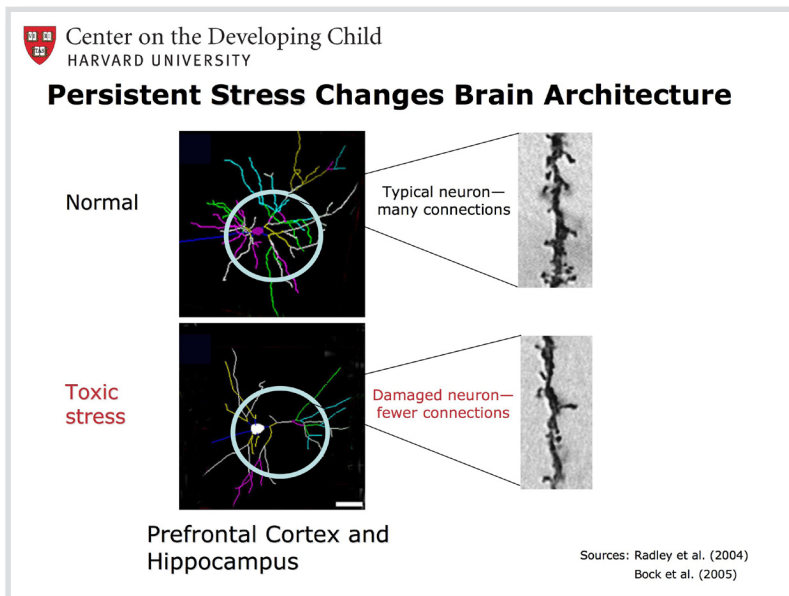 Center on the Developing Child
HARVARD UNIVERSITY
Persistent Stress Changes Brain Architecture
Normal
Typical neuron—
many connections
Toxic
stress
Damaged neuron—
fewer connections
Prefrontal Cortex and
Hippocampus
Sources: Radley et al. (2004)
Bock et al. (2005)